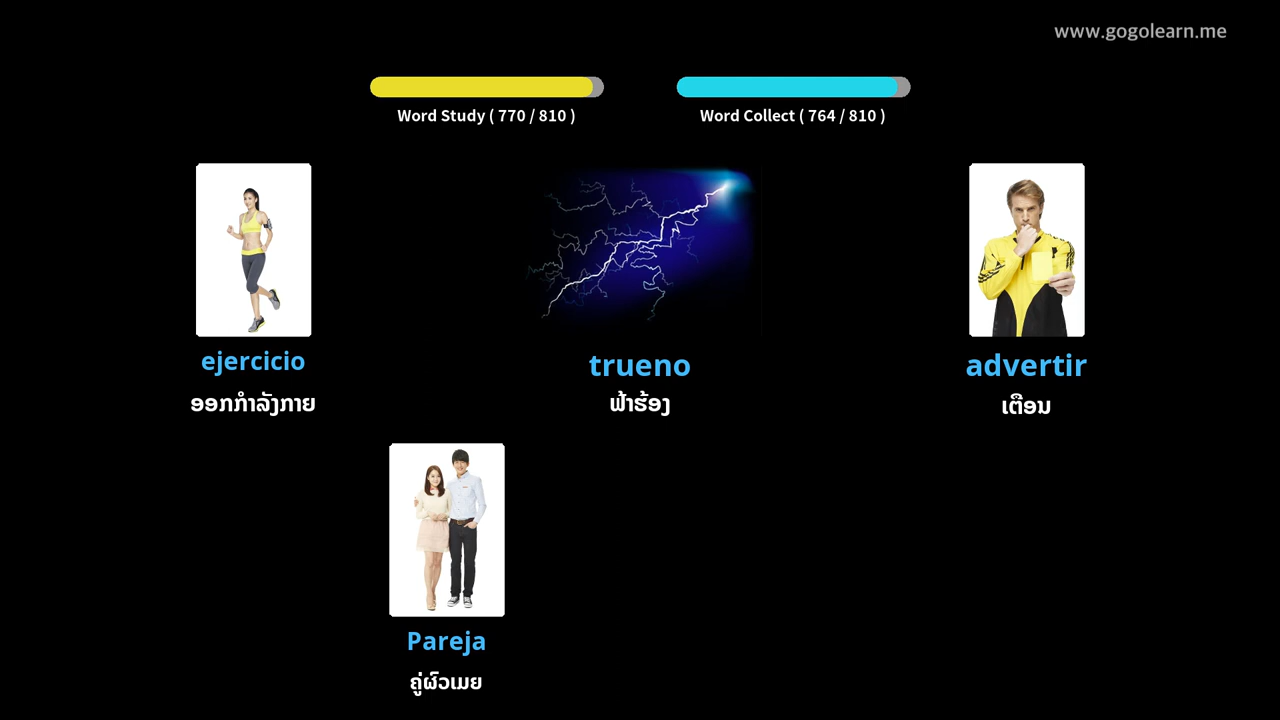 www.gogolearn.me
Word Study ( 770 / 810 )
Word Collect ( 764 / 810 )
ejercicio
ອອກກຳລັງກາຍ
trueno
ຟ້າຮ້ອງ
advertir
ເຕືອນ
Pareja
ຄູ່ຜົວເມຍ